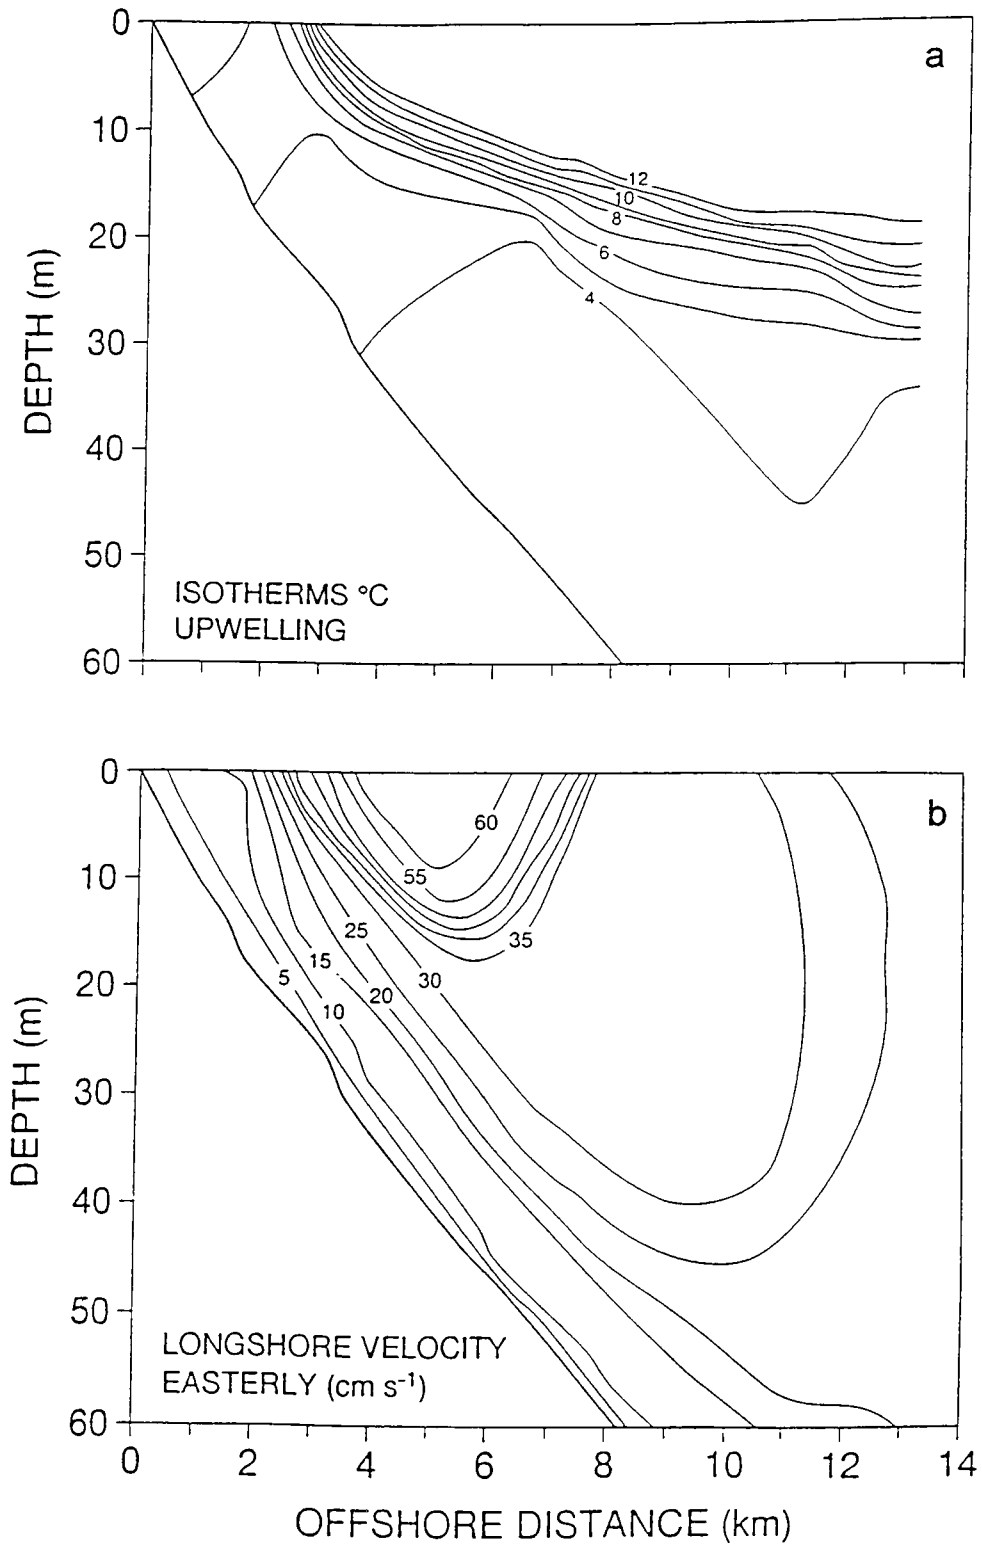 a
0
10
20
30
40
50
60
DEPTH (m)
12
10
8
6
4
ISOTHERMS °C
UPWELLING
b
0
10
20
30
40
50
60
DEPTH (m)
60
55
35
25
30
15
20
5
10
LONGSHORE VELOCITY
EASTERLY (cm s⁻¹)
0 2 4 6 8 10 12 14
OFFSHORE DISTANCE (km)